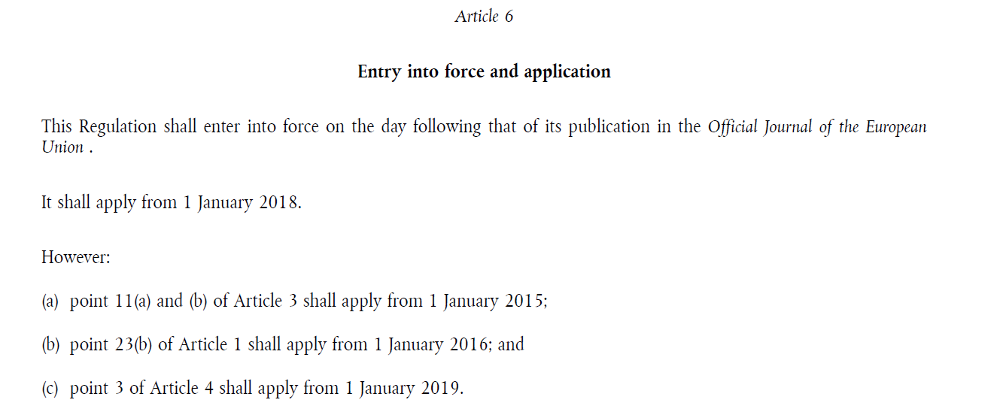 Article 6
Entry into force and application
This Regulation shall enter into force on the day following that of its publication in the Official Journal of the European
Union .
It shall apply from 1 January 2018.
However:
(a) point 11(a) and (b) of Article 3 shall apply from 1 January 2015;
(b) point 23(b) of Article 1 shall apply from 1 January 2016; and
(c) point 3 of Article 4 shall apply from 1 January 2019.